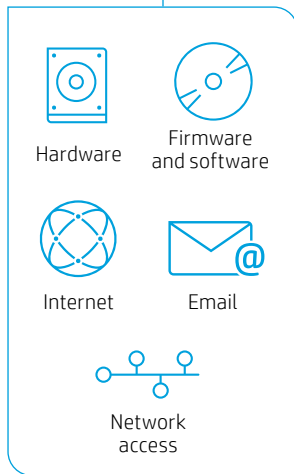 Hardware
Firmware
and software
Internet
Email
@
Network
access